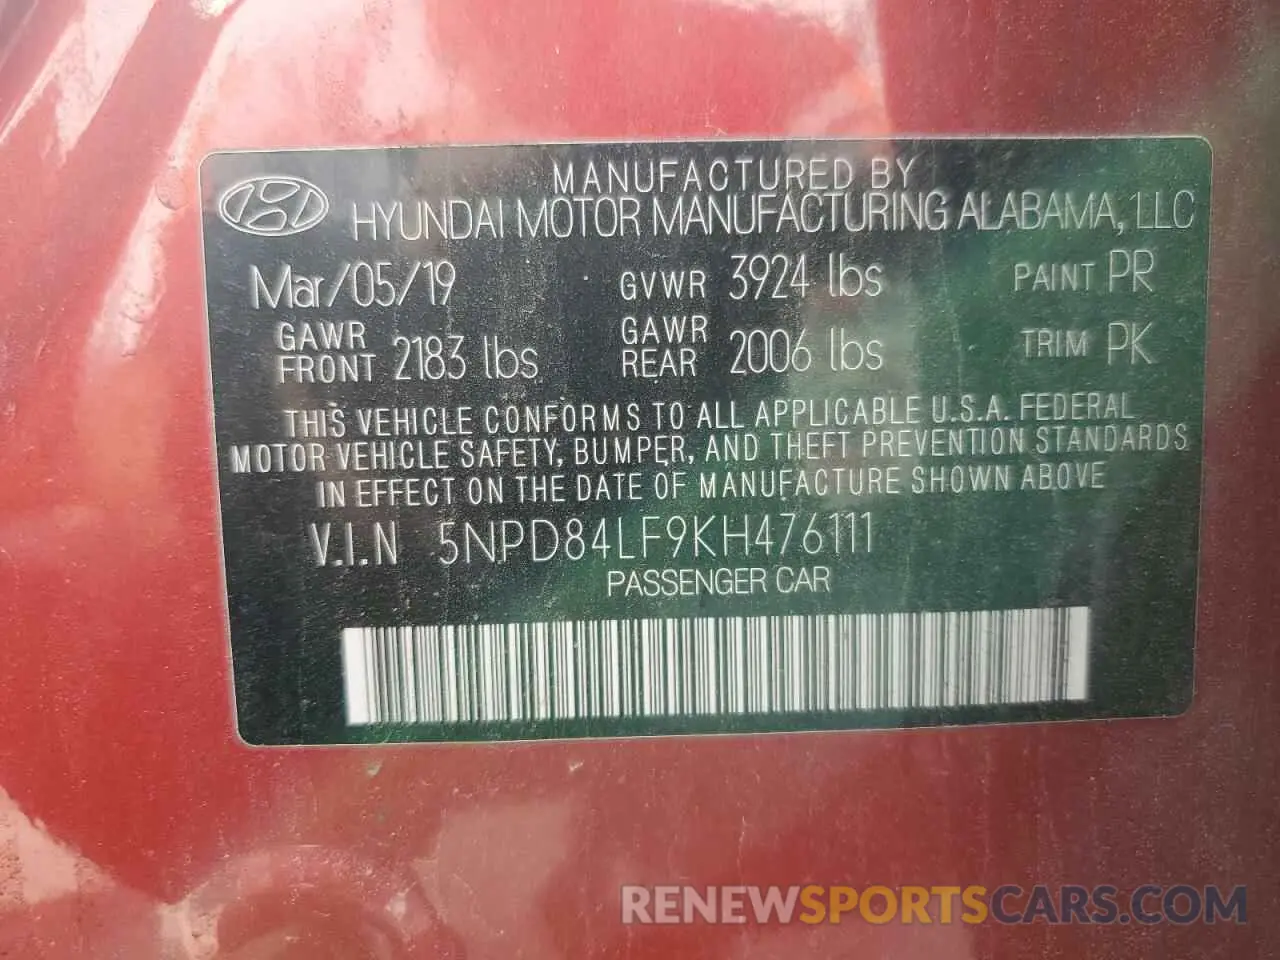 MANUFACTURED BY
HYUNDAI MOTOR MANUFACTURING ALABAMA, LLC
Mar/05/19 GVWR 3924 lbs PAINT PR
GAWR FRONT 2183 lbs GAWR REAR 2006 lbs TRIM PK
THIS VEHICLE CONFORMS TO ALL APPLICABLE U.S.A. FEDERAL
MOTOR VEHICLE SAFETY, BUMPER, AND THEFT PREVENTION STANDARDS
IN EFFECT ON THE DATE OF MANUFACTURE SHOWN ABOVE
V.I.N 5NPD84LF9KH476111
PASSENGER CAR
RENEWSPORTSCARS.COM